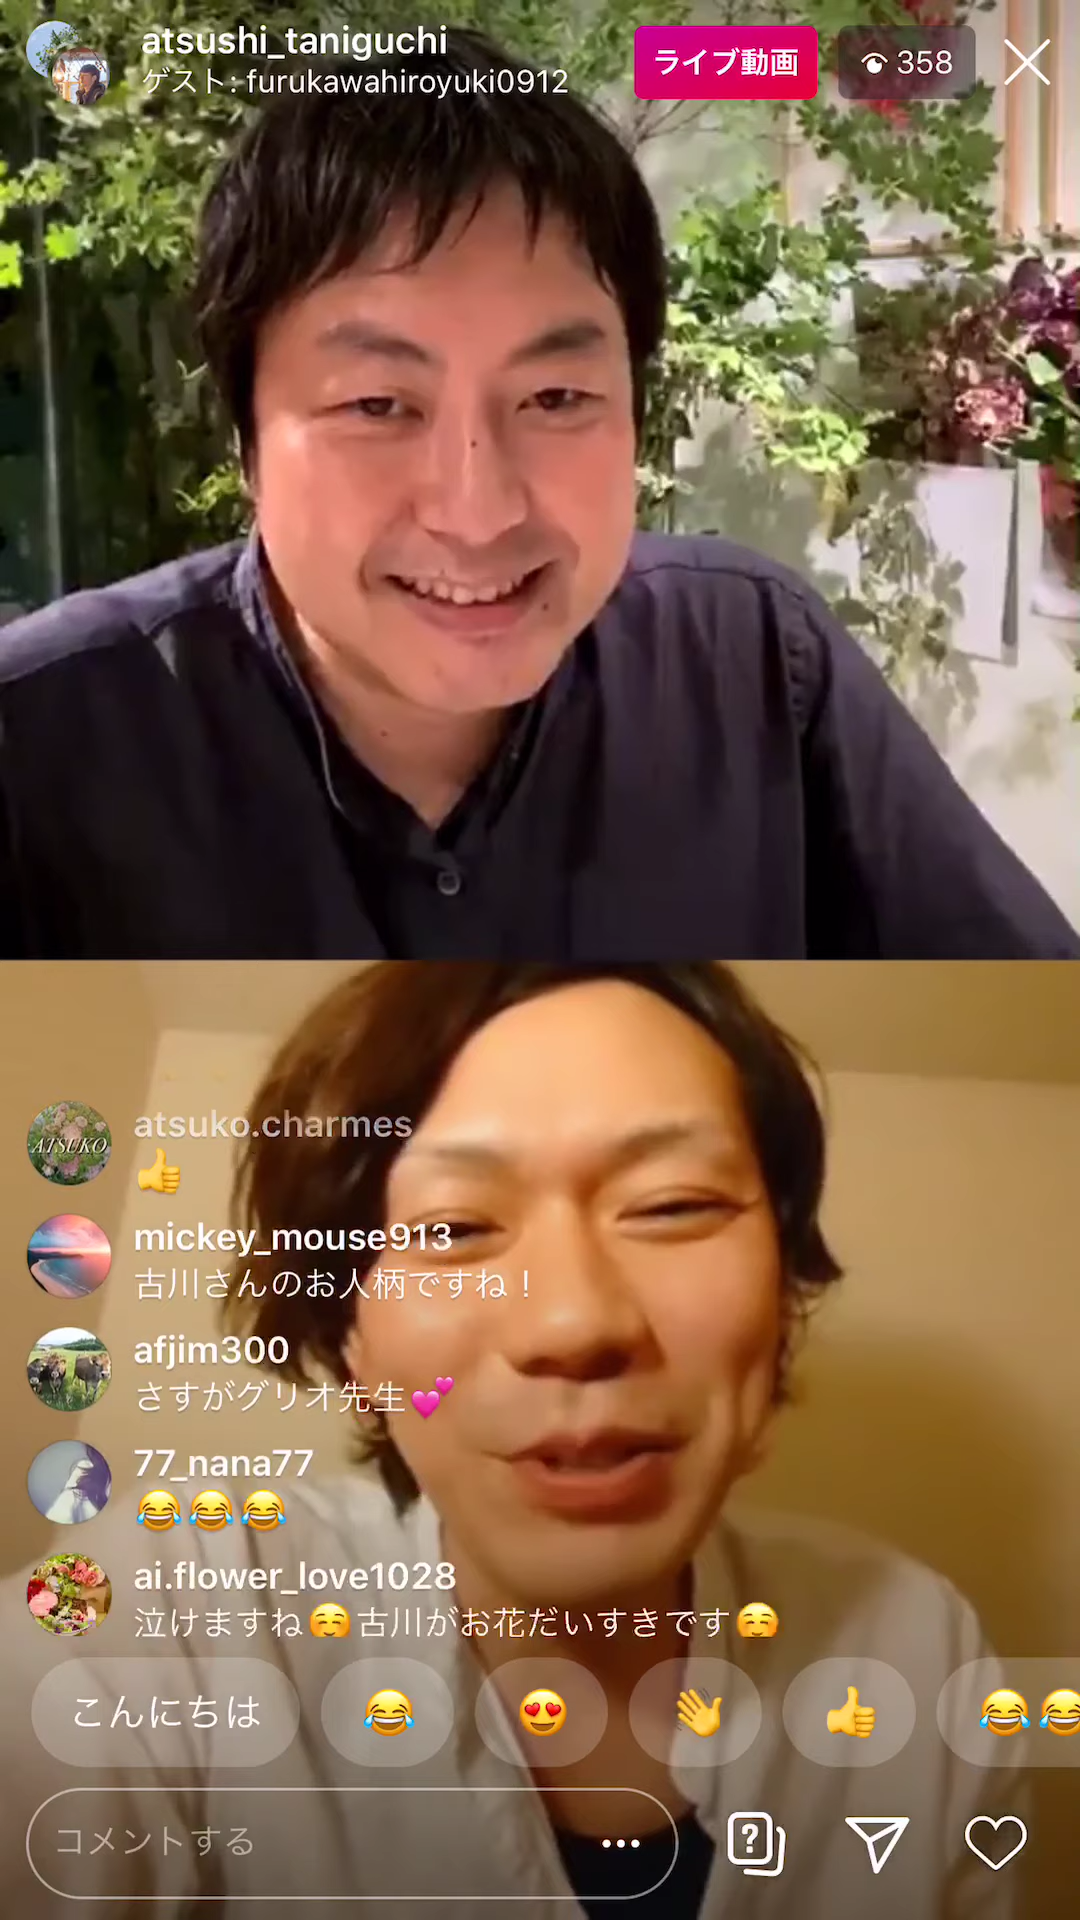 atsushi_taniguchi
ゲスト: furukawahiroyuki0912
ライブ動画
358
ATSUKO
atsuko.charmes
👍
mickey_mouse913
古川さんのお人柄ですね！
afjim300
さすがグリオ先生💕
77_nana77
😂😂😂
ai.flower_love1028
泣けますね☺️古川がお花だいすきです☺️
こんにちは
😂 😍 👋 👍 😂😂
コメントする